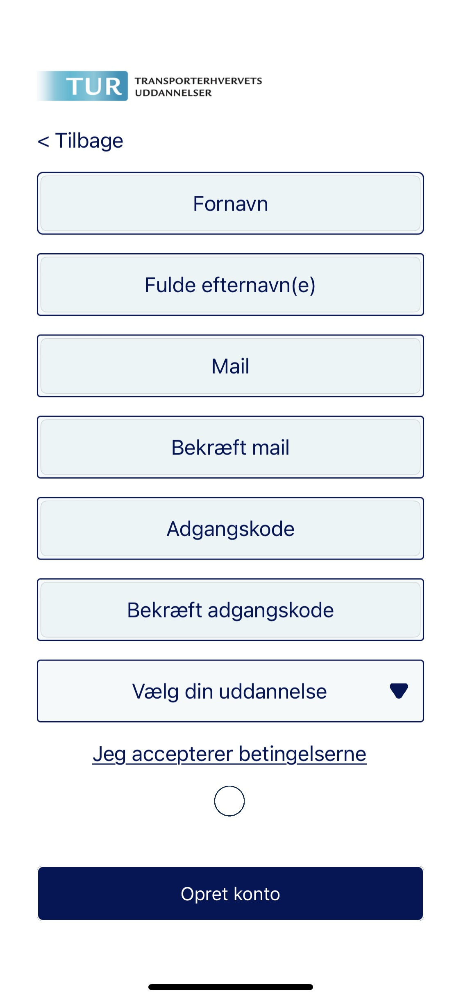 TUR
TRANSPORTERHVERVETS
UDDANNELSER
< Tilbage
Fornavn
Fulde efternavn(e)
Mail
Bekræft mail
Adgangskode
Bekræft adgangskode
Vælg din uddannelse
Jeg accepterer betingelserne
Opret konto